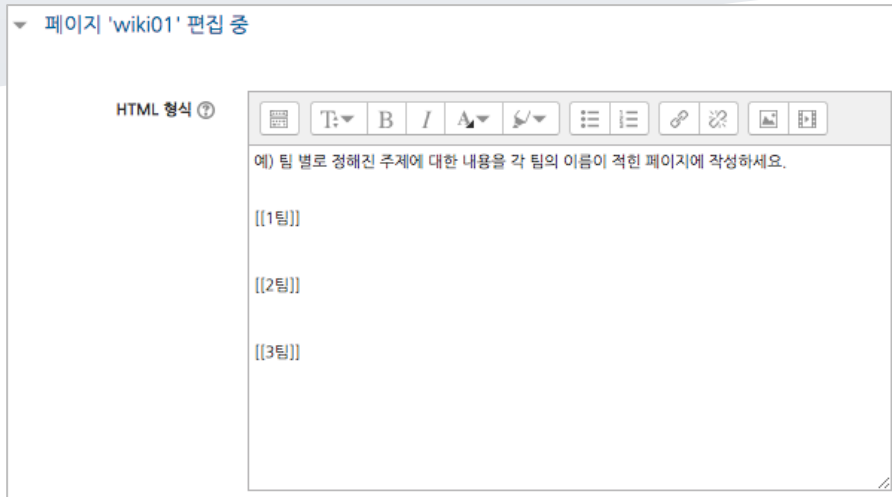 페이지 'wiki01' 편집 중
HTML 형식
예) 팀 별로 정해진 주제에 대한 내용을 각 팀의 이름이 적힌 페이지에 작성하세요.
[[1팀]]
[[2팀]]
[[3팀]]